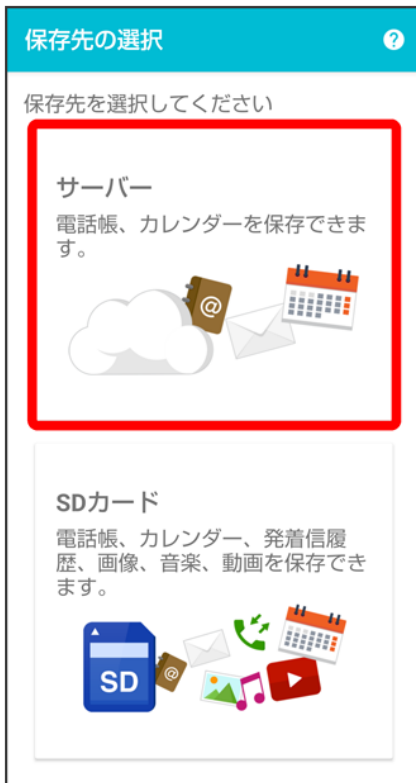 保存先の選択
?
保存先を選択してください
サーバー
電話帳、カレンダーを保存できま
す。
@
SDカード
電話帳、カレンダー、発着信履
歴、画像、音楽、動画を保存でき
ます。
SD
@